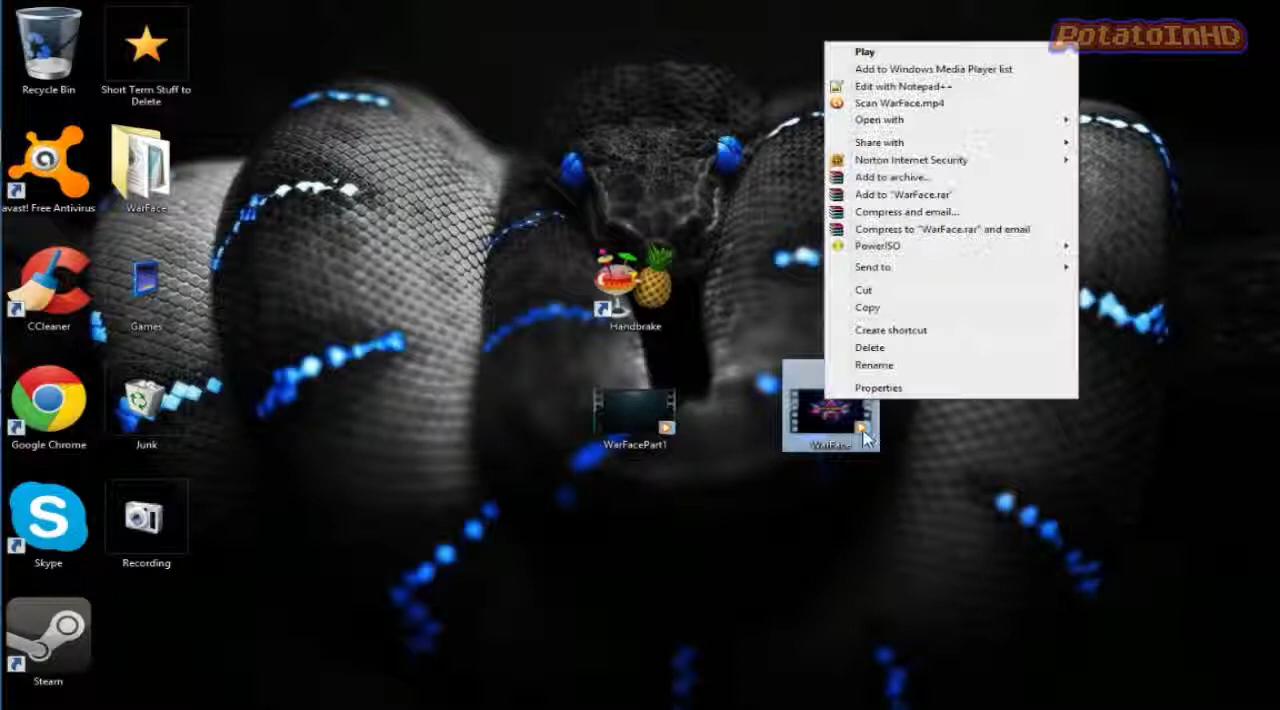 PotatoInHD
Recycle Bin
Short Term Stuff to
Delete
avast! Free Antivirus
WarFace
CCleaner
Games
Google Chrome
Junk
Skype
Recording
Steam
Handbrake
WarFacePart1
WarFace
Play
Add to Windows Media Player list
Edit with Notepad++
Scan WarFace.mp4
Open with
Share with
Norton Internet Security
Add to archive...
Add to "WarFace.rar"
Compress and email...
Compress to "WarFace.rar" and email
PowerISO
Send to
Cut
Copy
Create shortcut
Delete
Rename
Properties